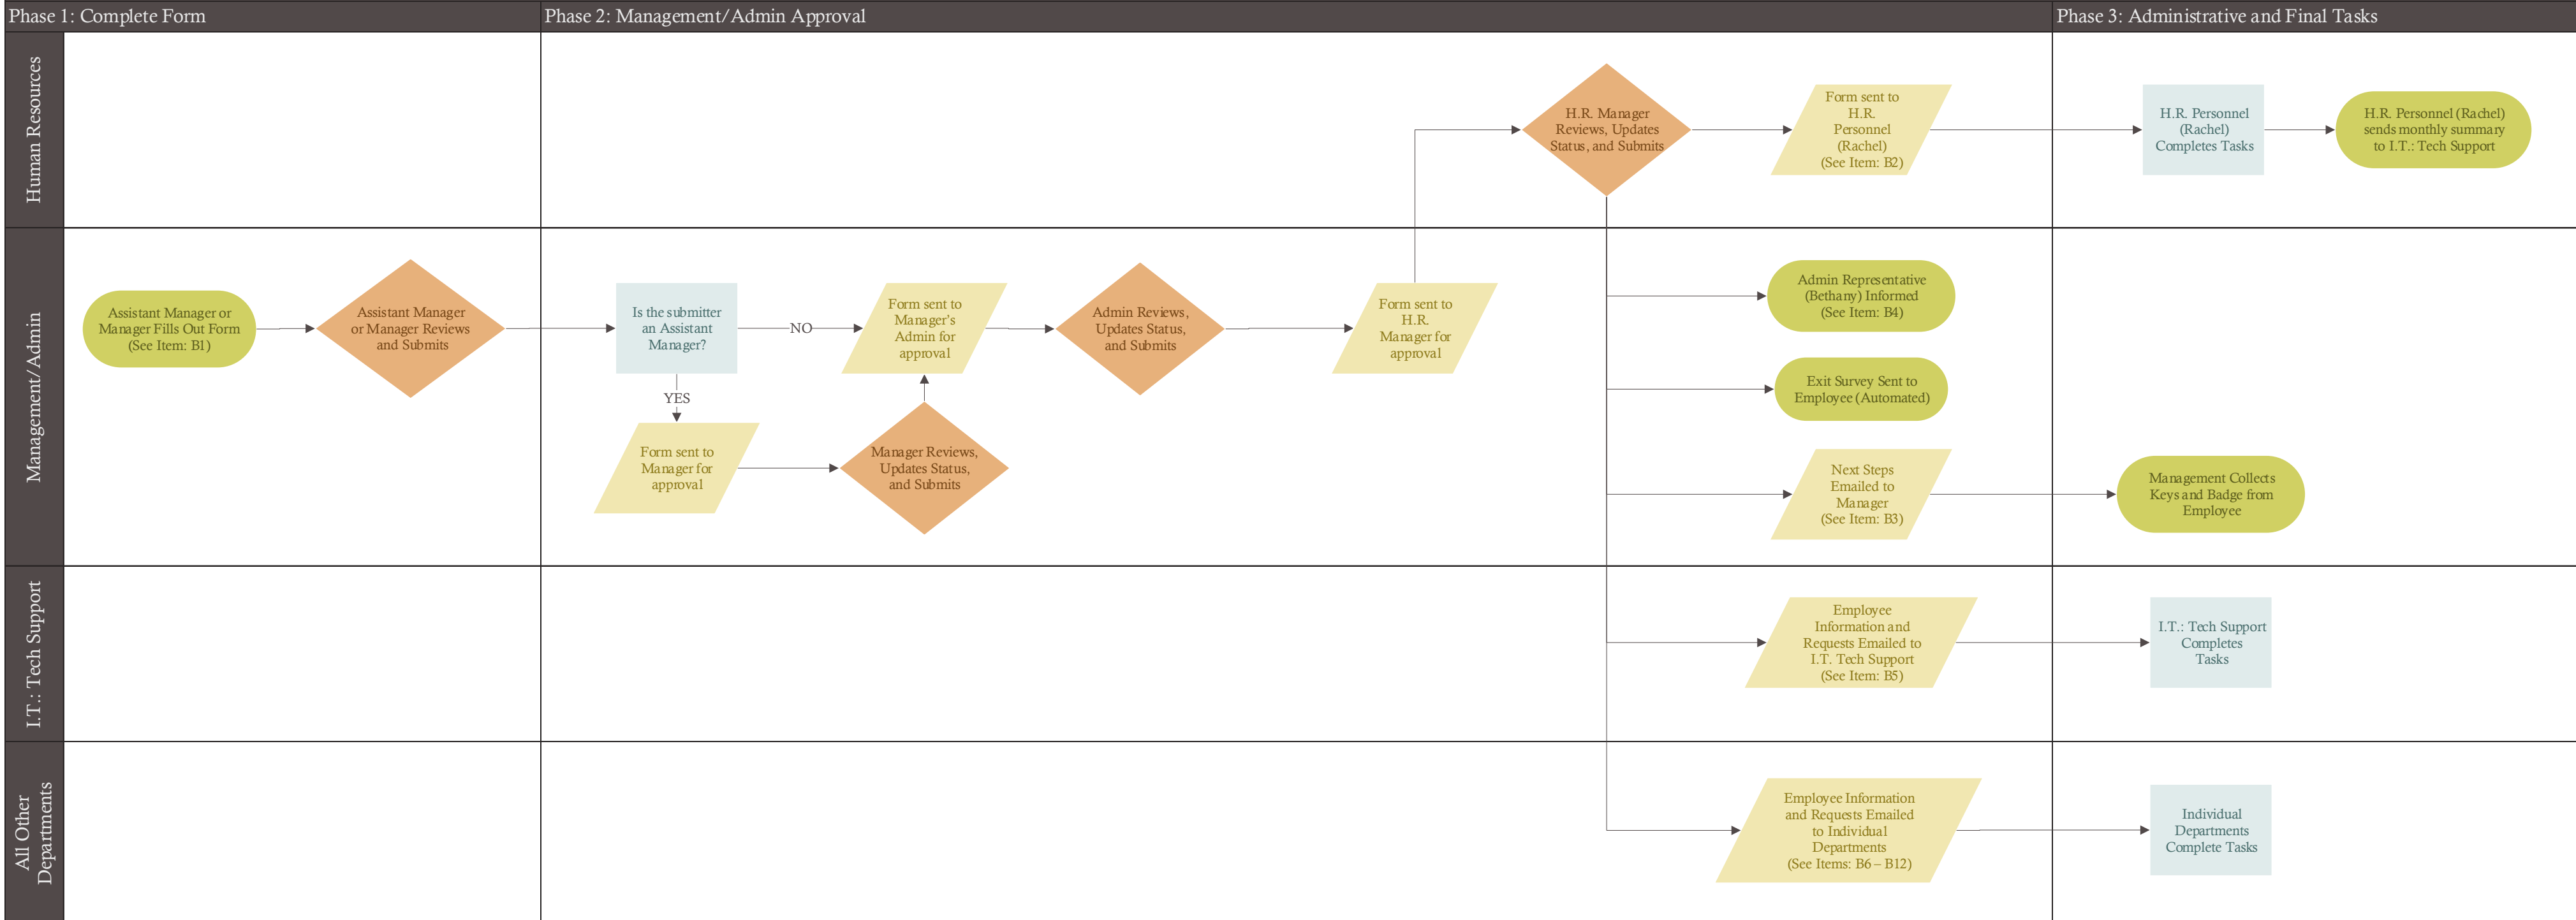 Phase 1: Complete Form
Phase 2: Management/Admin Approval
Phase 3: Administrative and Final Tasks
Human Resources
H.R. Manager
Reviews, Updates
Status, and Submits
Form sent to
H.R.
Personnel
(Rachel)
(See Item: B2)
H.R. Personnel
(Rachel)
Completes Tasks
H.R. Personnel (Rachel)
sends monthly summary
to I.T.: Tech Support
Management/Admin
Assistant Manager or
Manager Fills Out Form
(See Item: B1)
Assistant Manager
or Manager Reviews
and Submits
Is the submitter
an Assistant
Manager?
NO
YES
Form sent to
Manager's
Admin for
approval
Admin Reviews,
Updates Status,
and Submits
Form sent to
H.R.
Manager for
approval
Form sent to
Manager for
approval
Manager Reviews,
Updates Status,
and Submits
Admin Representative
(Bethany) Informed
(See Item: B4)
Exit Survey Sent to
Employee (Automated)
Next Steps
Emailed to
Manager
(See Item: B3)
Management Collects
Keys and Badge from
Employee
I.T.: Tech Support
Employee
Information and
Requests Emailed to
I.T. Tech Support
(See Item: B5)
I.T.: Tech Support
Completes
Tasks
All Other
Departments
Employee Information
and Requests Emailed
to Individual
Departments
(See Items: B6 – B12)
Individual
Departments
Complete Tasks